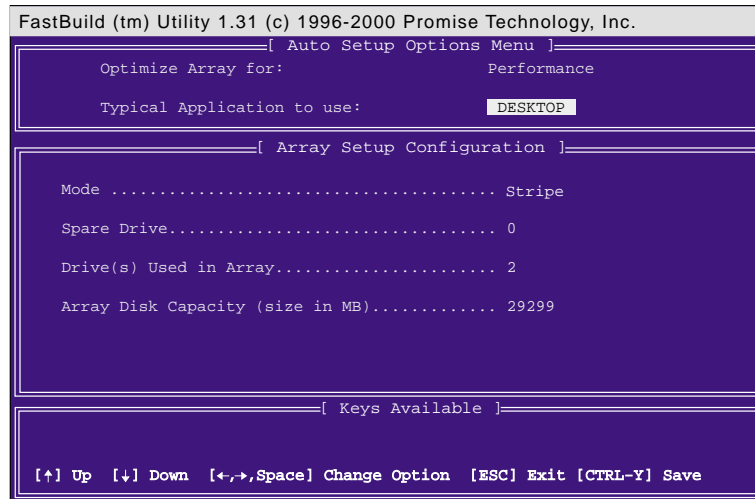 FastBuild (tm) Utility 1.31 (c) 1996-2000 Promise Technology, Inc.
[ Auto Setup Options Menu ]
Optimize Array for: Performance
Typical Application to use: DESKTOP
[ Array Setup Configuration ]
Mode ........................................ Stripe
Spare Drive.................................. 0
Drive(s) Used in Array....................... 2
Array Disk Capacity (size in MB)............. 29299
[ Keys Available ]
[↑] Up [↓] Down [←,→,Space] Change Option [ESC] Exit [CTRL-Y] Save